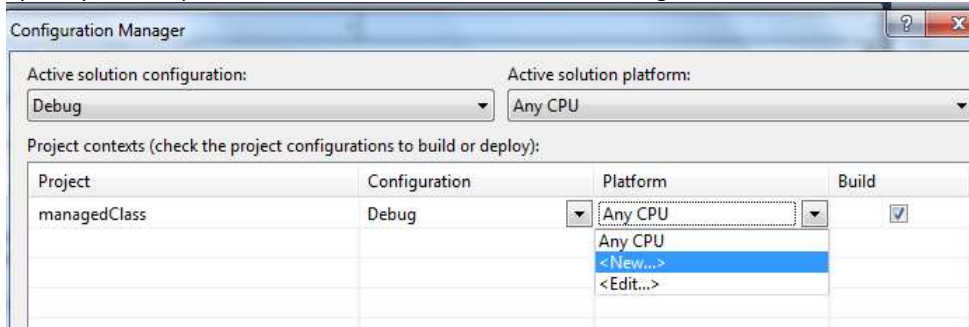 Configuration Manager
?
X
Active solution configuration:
Active solution platform:
Debug
Any CPU
Project contexts (check the project configurations to build or deploy):
Project Configuration Platform Build
managedClass Debug Any CPU
Any CPU
<New...>
<Edit...>